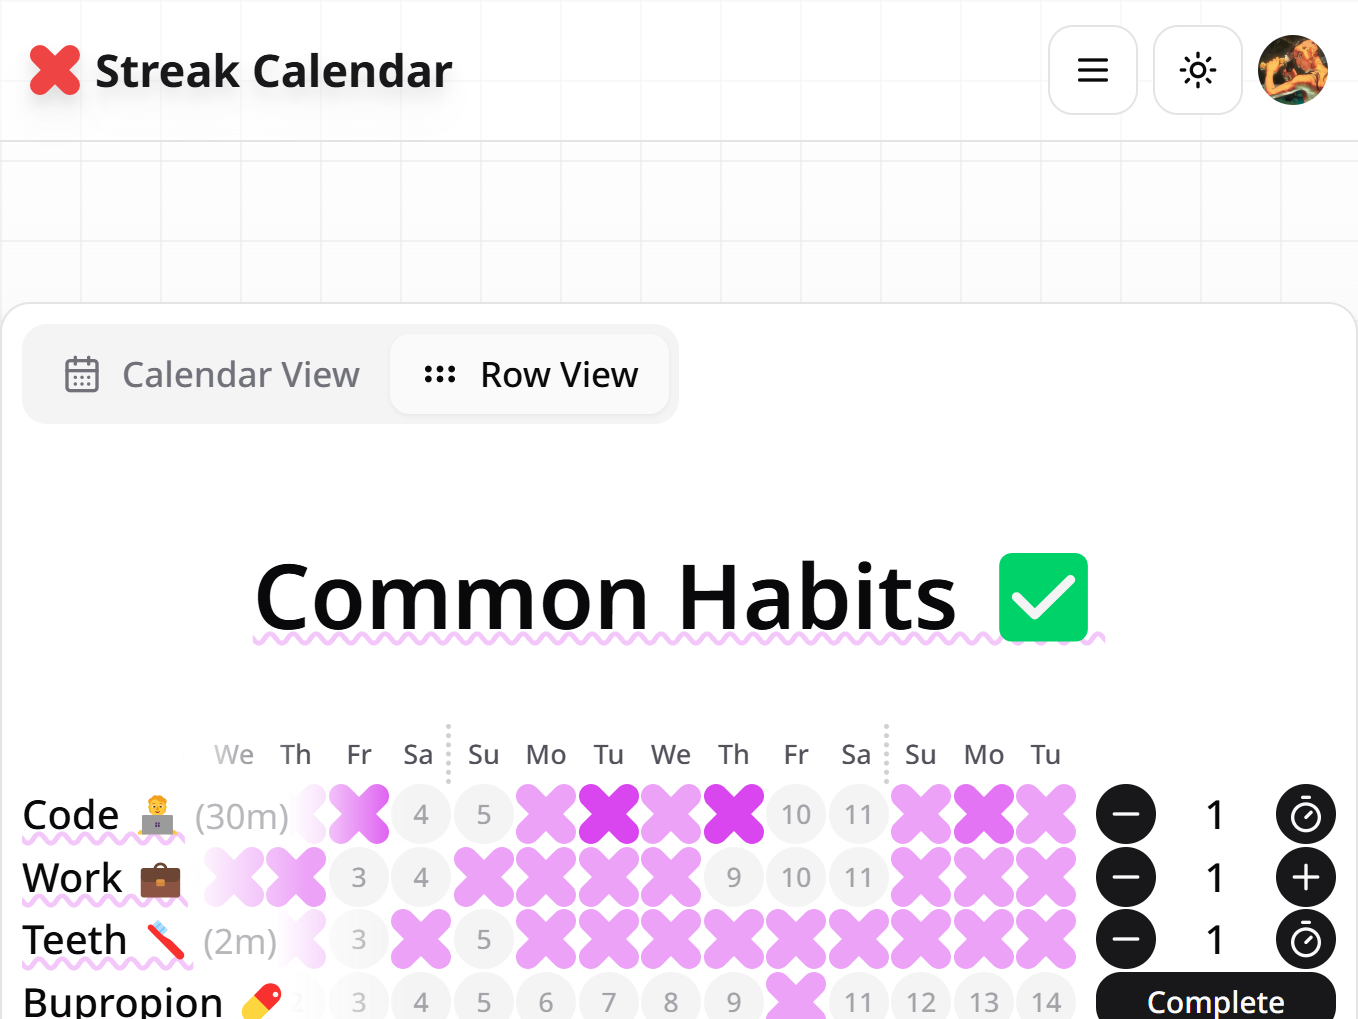 Streak Calendar
Calendar View
Row View
Common Habits
We Th Fr Sa Su Mo Tu We Th Fr Sa Su Mo Tu
Code (30m) 4 5 10 11 1
Work 3 4 9 10 11 1
Teeth (2m) 3 5 1
Bupropion 2 3 4 5 6 7 8 9 11 12 13 14 Complete